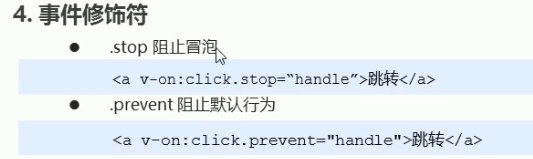 4. 事件修饰符
● .stop 阻止冒泡
<a v-on:click.stop=“handle”>跳转</a>
● .prevent 阻止默认行为
<a v-on:click.prevent="handle">跳转</a>